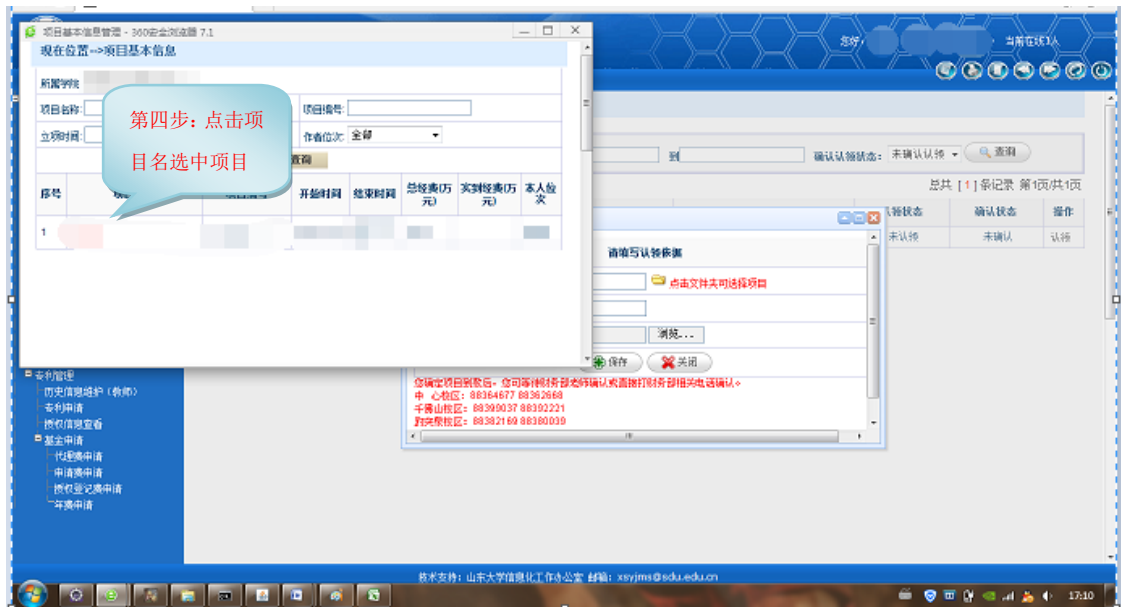 项目基本信息管理 - 360安全浏览器 7.1
现在位置-->项目基本信息
所属学院
项目名称:
项目编号:
立项时间:
作者位次: 全部
查询
第四步：点击项
目名选中项目
序号
开始时间
结束时间
总经费(万元)
实到经费(万元)
本人位次
1
您好,
当前在线1人
到
确认认领状态: 未确认认领
查询
总共 [1] 条记录 第1页/共1页
认领状态
确认状态
操作
未认领
未确认
认领
请填写认领依据
点击文件夹可选择项目
浏览...
保存
关闭
您确定项目到款后，您可等待财务部老师确认或直接打财务部相关电话确认。
中 心校区：88364677 88362668
千佛山校区：88399037 88392221
趵突泉校区：88382169 88380039
专利管理
历史信息维护（教师）
专利申请
授权信息查看
基金申请
代理费申请
申请费申请
授权登记费申请
年费申请
技术支持：山东大学信息化工作办公室 邮箱：xsyjms@sdu.edu.cn
17:10